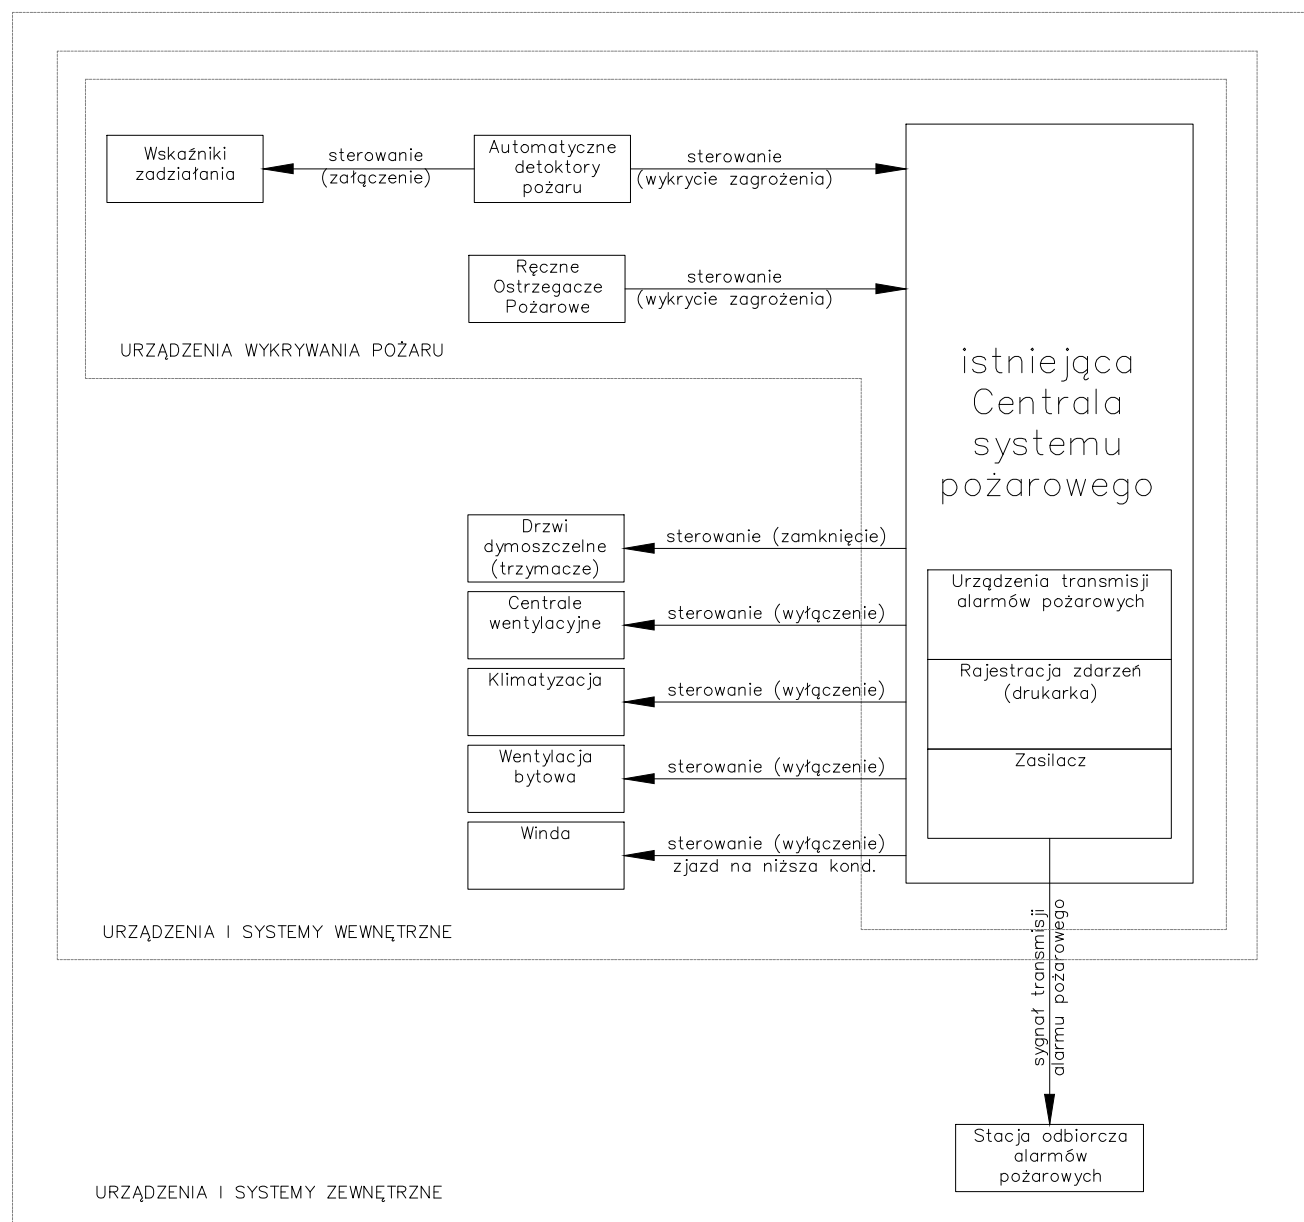 Wskaźniki
zadziałania
sterowanie
(załączenie)
Automatyczne
detoktory
pożaru
sterowanie
(wykrycie zagrożenia)
Ręczne
Ostrzegacze
Pożarowe
sterowanie
(wykrycie zagrożenia)
URZĄDZENIA WYKRYWANIA POŻARU
istniejąca
Centrala
systemu
pożarowego
Drzwi
dymoszczelne
(trzymacze)
sterowanie (zamknięcie)
Centrale
wentylacyjne
sterowanie (wyłączenie)
Klimatyzacja
sterowanie (wyłączenie)
Wentylacja
bytowa
sterowanie (wyłączenie)
Winda
sterowanie (wyłączenie)
zjazd na niższa kond.
Urządzenia transmisji
alarmów pożarowych
Rajestracja zdarzeń
(drukarka)
Zasilacz
URZĄDZENIA I SYSTEMY WEWNĘTRZNE
sygnał transmisji
alarmu pożarowego
Stacja odbiorcza
alarmów
pożarowych
URZĄDZENIA I SYSTEMY ZEWNĘTRZNE